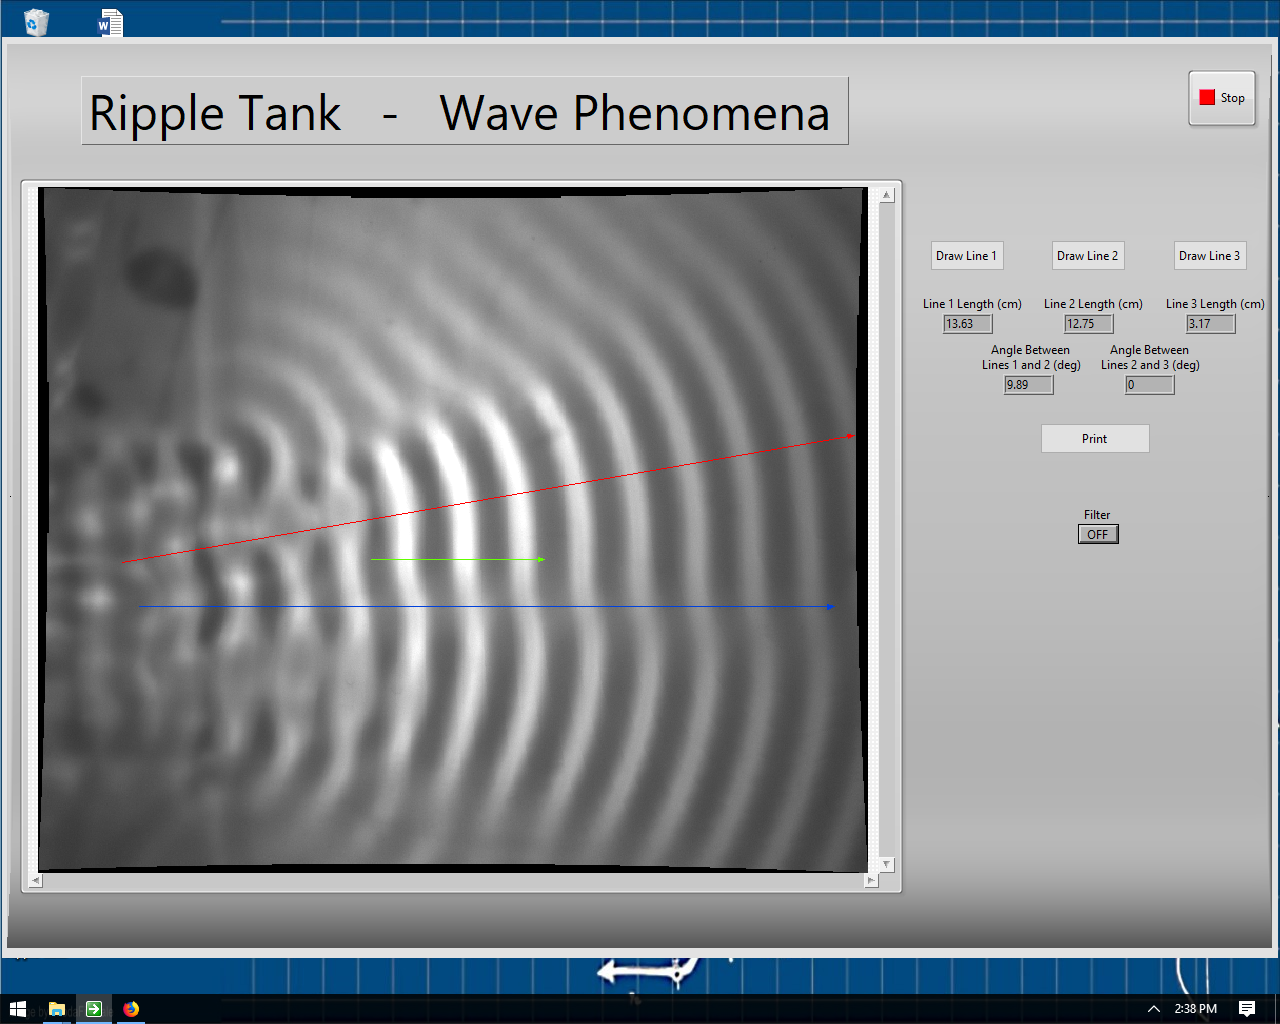 W
Ripple Tank - Wave Phenomena
Stop
Draw Line 1
Draw Line 2
Draw Line 3
Line 1 Length (cm)
Line 2 Length (cm)
Line 3 Length (cm)
13.63
12.75
3.17
Angle Between
Lines 1 and 2 (deg)
Angle Between
Lines 2 and 3 (deg)
9.89
0
Print
Filter
OFF
2:38 PM